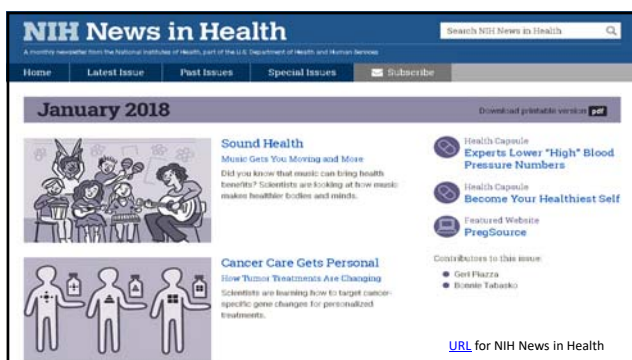 NIH News in Health
Search NIH News in Health
A monthly newsletter from the National Institutes of Health, part of the U.S. Department of Health and Human Services
Home
Latest Issue
Past Issues
Special Issues
Subscribe
January 2018
Download printable version pdf
Sound Health
Music Gets You Moving and More
Did you know that music can bring
health benefits? Scientists are looking at how music
makes healthier bodies and minds.
Cancer Care Gets Personal
How Tumor Treatments Are Changing
Scientists are learning how to target cancer-
specific gene changes for personalized
treatments.
Health Capsule
Experts Lower "High" Blood
Pressure Numbers
Health Capsule
Become Your Healthiest Self
Featured Website
PregSource
Contributors to this issue:
Geri Piazza
Bonnie Tabasko
URL for NIH News in Health